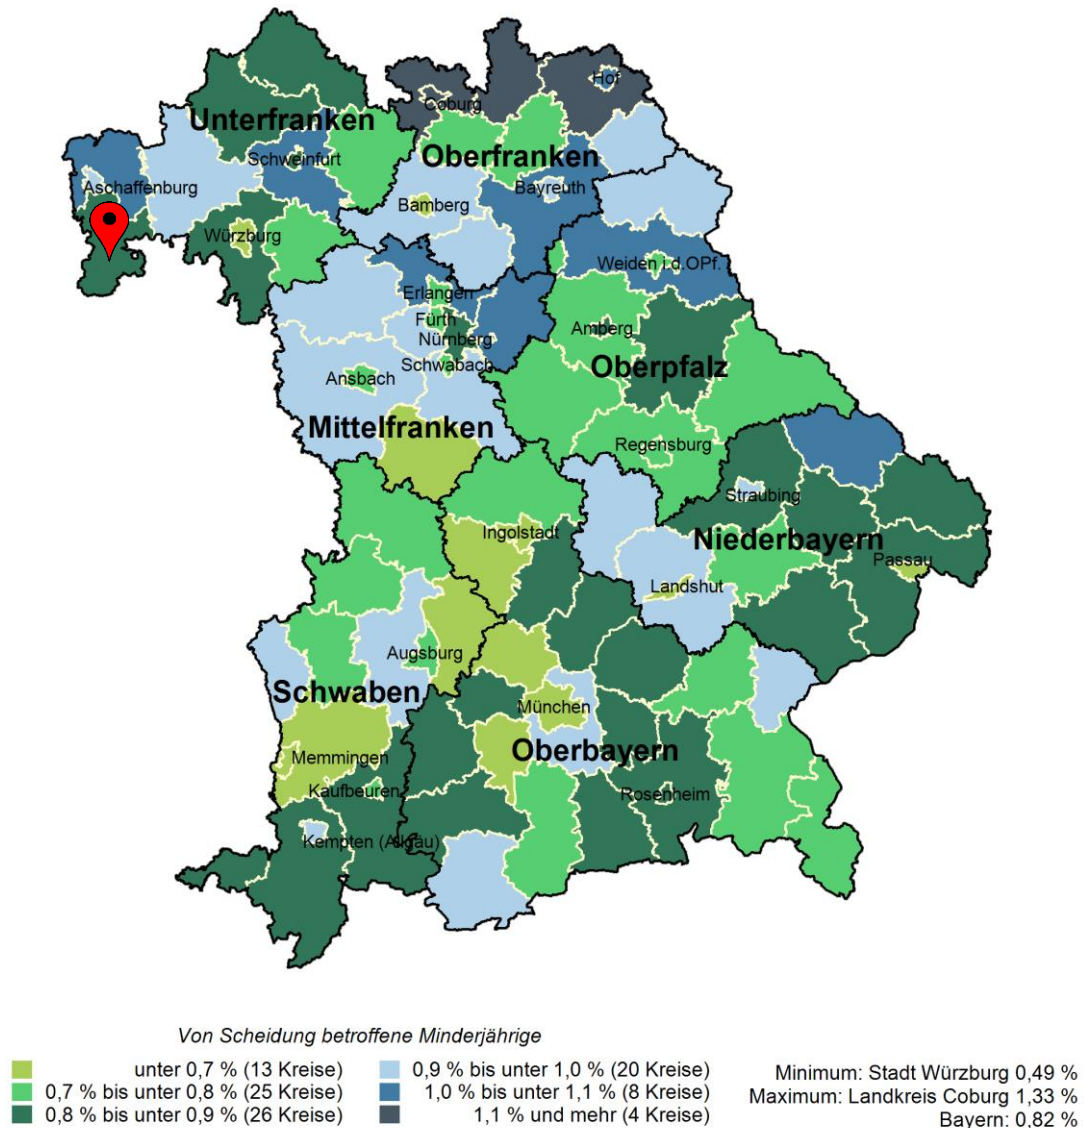 Hof
Coburg
Unterfranken
Schweinfurt
Oberfranken
Aschaffenburg
Bayreuth
Bamberg
Würzburg
Weiden i.d.OPf.
Erlangen
Fürth
Amberg
Nürnberg
Schwabach
Oberpfalz
Ansbach
Mittelfranken
Regensburg
Straubing
Ingolstadt
Niederbayern
Passau
Landshut
Augsburg
Schwaben
München
Oberbayern
Memmingen
Kaufbeuren
Rosenheim
Kempten (Allgäu)
Von Scheidung betroffene Minderjährige
unter 0,7 % (13 Kreise)
0,7 % bis unter 0,8 % (25 Kreise)
0,8 % bis unter 0,9 % (26 Kreise)
0,9 % bis unter 1,0 % (20 Kreise)
1,0 % bis unter 1,1 % (8 Kreise)
1,1 % und mehr (4 Kreise)
Minimum: Stadt Würzburg 0,49 %
Maximum: Landkreis Coburg 1,33 %
Bayern: 0,82 %